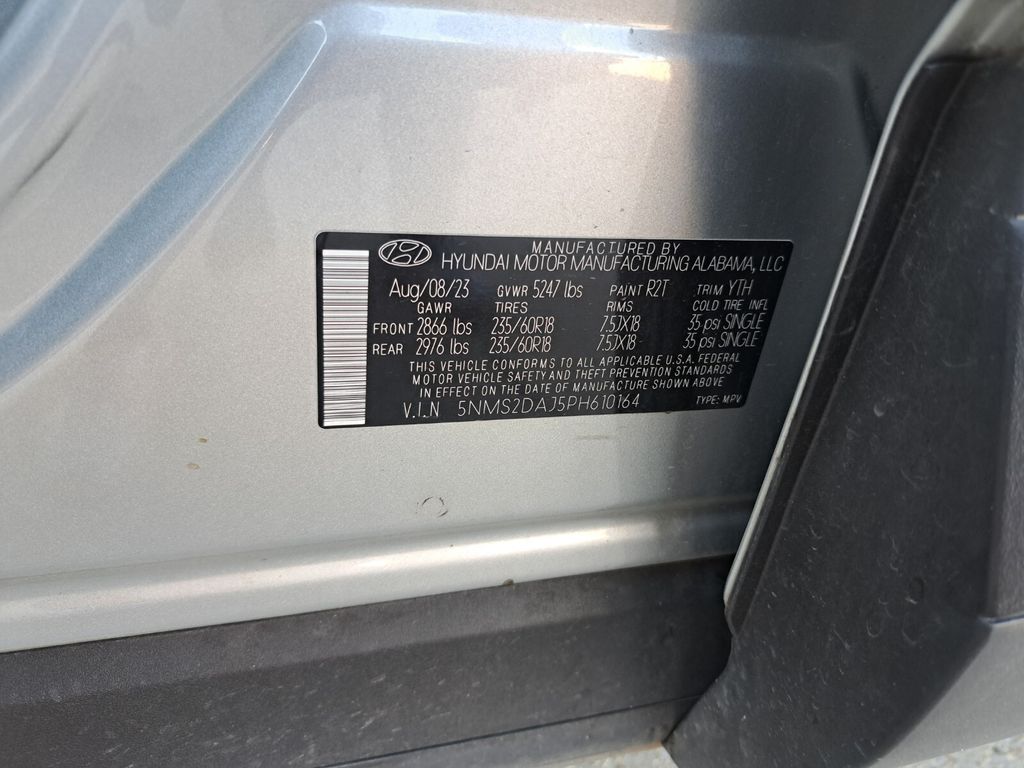 MANUFACTURED BY
HYUNDAI MOTOR MANUFACTURING ALABAMA, LLC
Aug/08/23 GVWR 5247 lbs PAINT R2T TRIM YTH
GAWR TIRES RIMS COLD TIRE INFL
FRONT 2866 lbs 235/60R18 7.5JX18 35 psi SINGLE
REAR 2976 lbs 235/60R18 7.5JX18 35 psi SINGLE
THIS VEHICLE CONFORMS TO ALL APPLICABLE U.S.A. FEDERAL
MOTOR VEHICLE SAFETY AND THEFT PREVENTION STANDARDS
IN EFFECT ON THE DATE OF MANUFACTURE SHOWN ABOVE
V.I.N 5NMS2DAJ5PH610164 TYPE: MPV